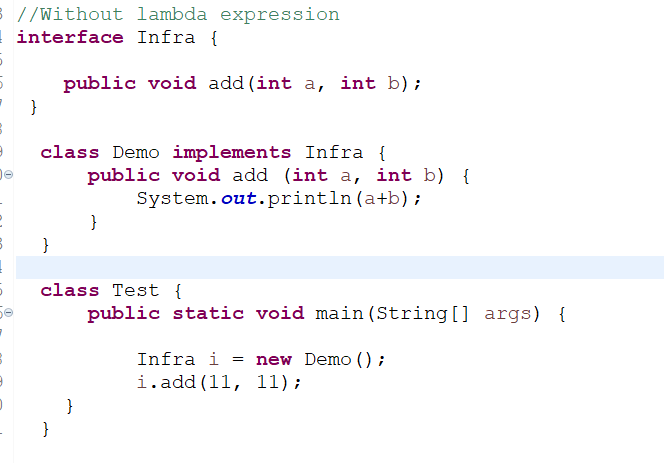 //Without lambda expression
interface Infra {
public void add(int a, int b);
}
class Demo implements Infra {
public void add (int a, int b) {
System.out.println(a+b);
}
}
class Test {
public static void main(String[] args) {
Infra i = new Demo();
i.add(11, 11);
}
}